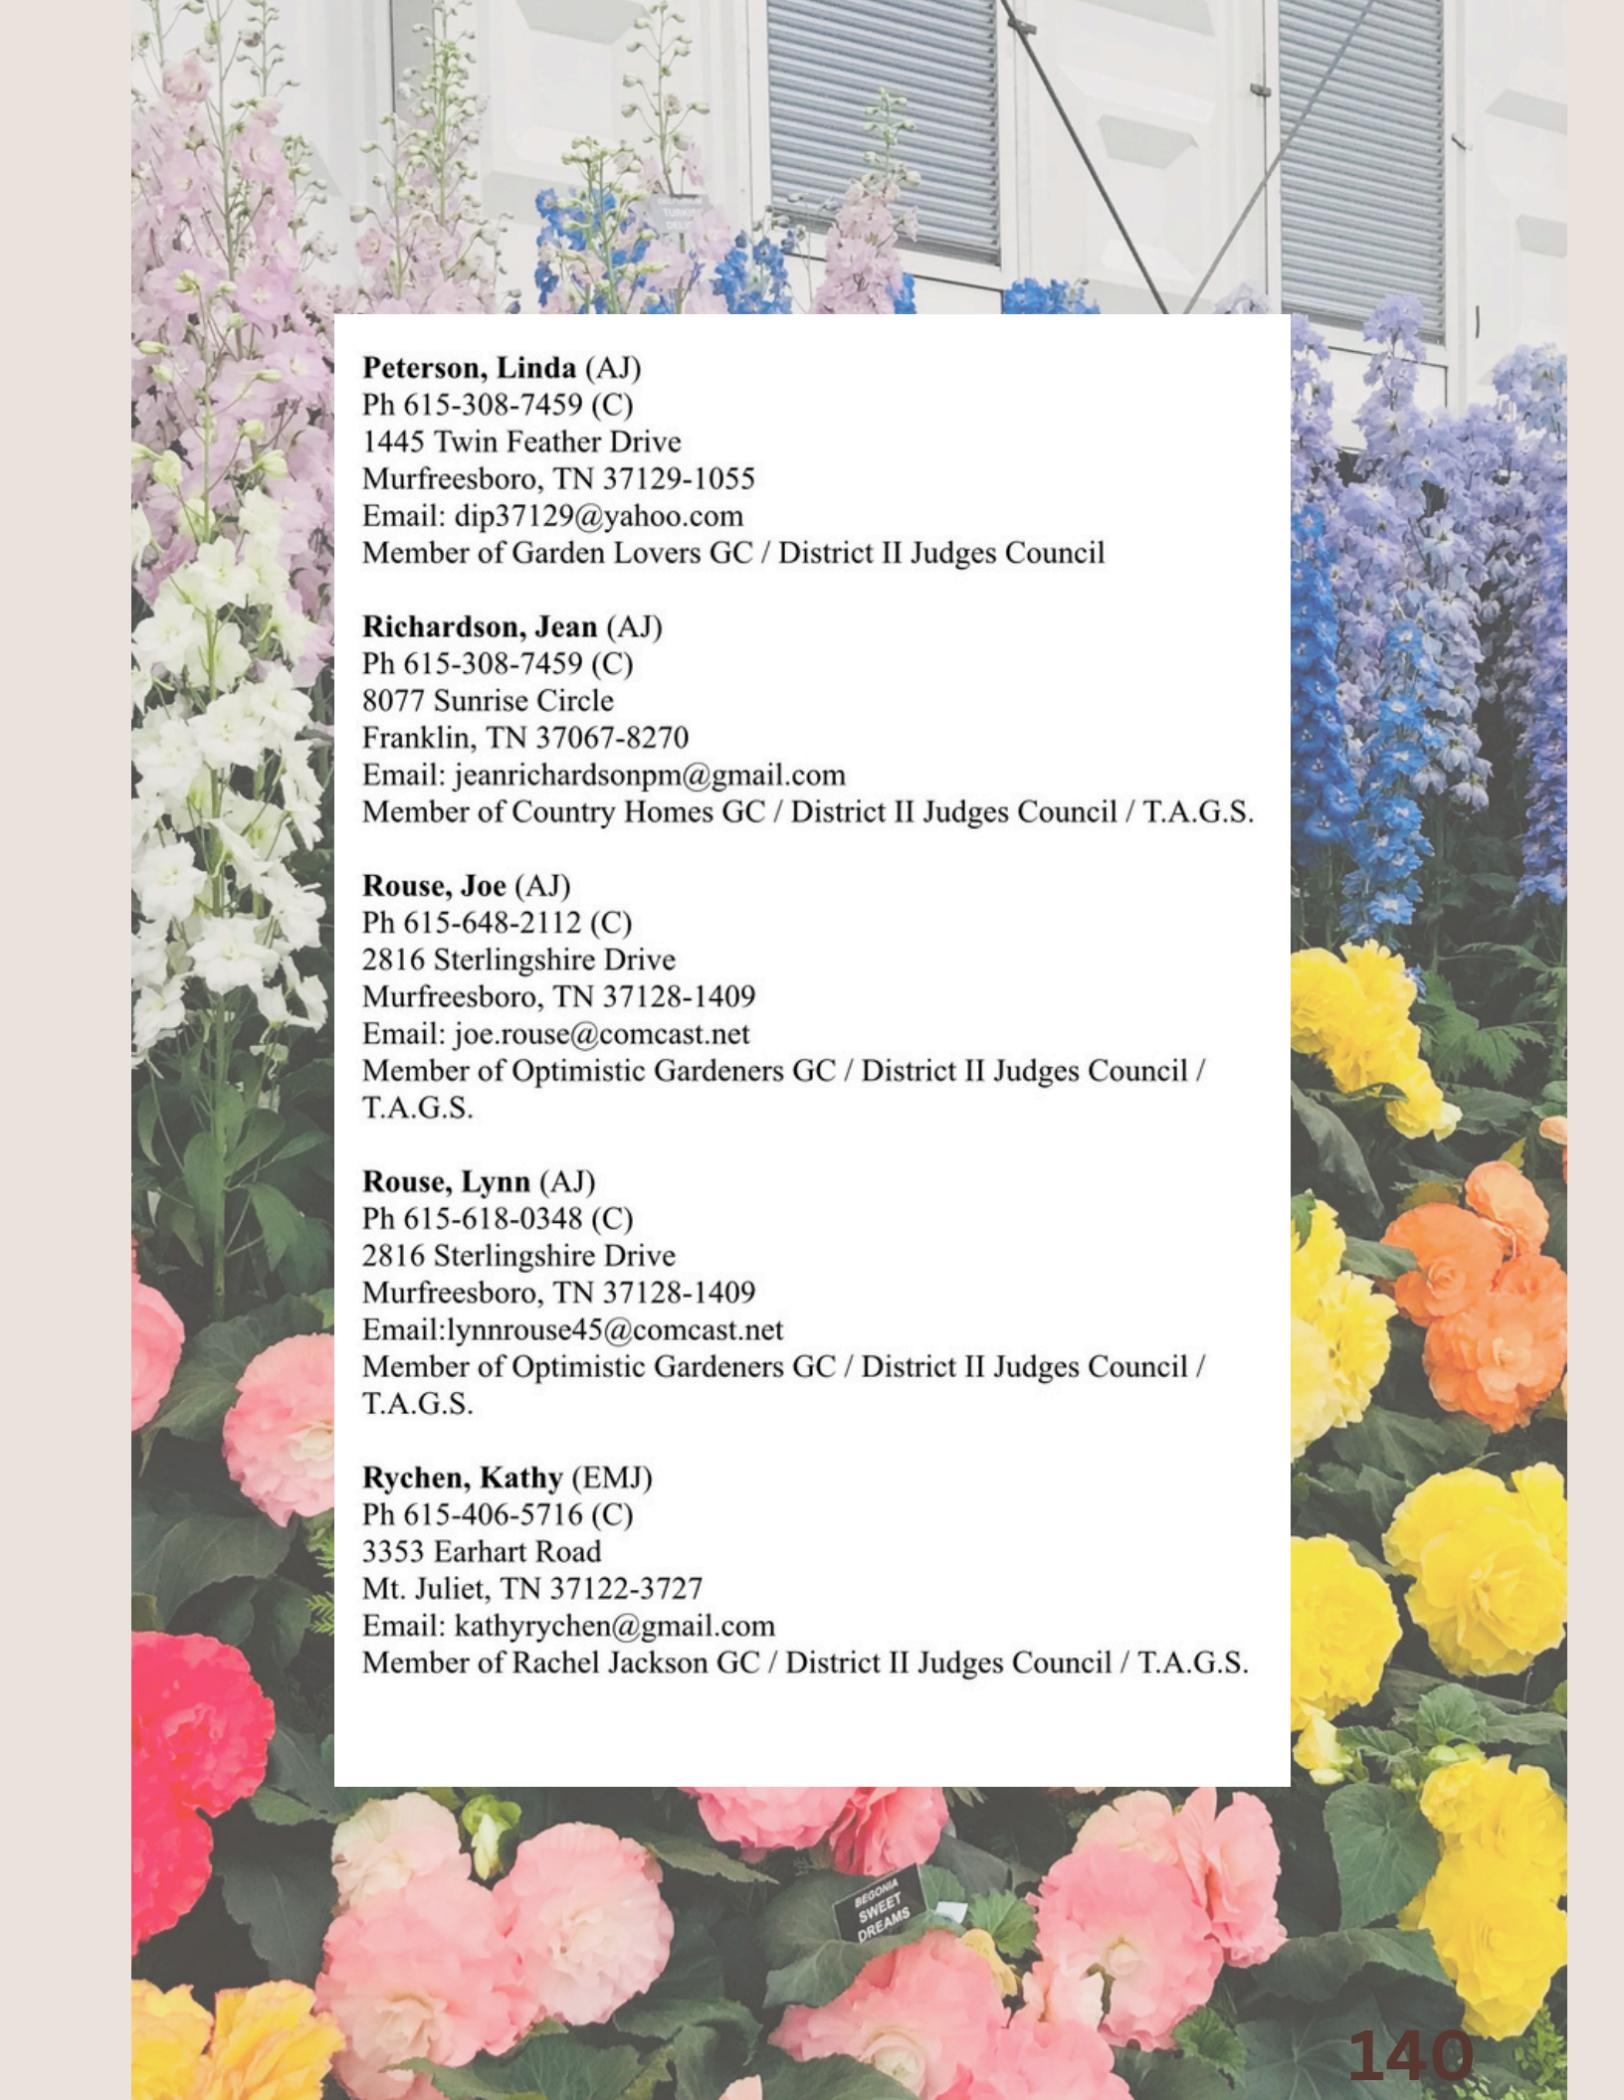 TURKISH
DELI
Peterson, Linda (AJ)
Ph 615-308-7459 (C)
1445 Twin Feather Drive
Murfreesboro, TN 37129-1055
Email: dip37129@yahoo.com
Member of Garden Lovers GC / District II Judges Council
Richardson, Jean (AJ)
Ph 615-308-7459 (C)
8077 Sunrise Circle
Franklin, TN 37067-8270
Email: jeanrichardsonpm@gmail.com
Member of Country Homes GC / District II Judges Council / T.A.G.S.
Rouse, Joe (AJ)
Ph 615-648-2112 (C)
2816 Sterlingshire Drive
Murfreesboro, TN 37128-1409
Email: joe.rouse@comcast.net
Member of Optimistic Gardeners GC / District II Judges Council /
T.A.G.S.
Rouse, Lynn (AJ)
Ph 615-618-0348 (C)
2816 Sterlingshire Drive
Murfreesboro, TN 37128-1409
Email:lynnrouse45@comcast.net
Member of Optimistic Gardeners GC / District II Judges Council /
T.A.G.S.
Rychen, Kathy (EMJ)
Ph 615-406-5716 (C)
3353 Earhart Road
Mt. Juliet, TN 37122-3727
Email: kathyrychen@gmail.com
Member of Rachel Jackson GC / District II Judges Council / T.A.G.S.
BEGONIA
SWEET
DREAMS
140